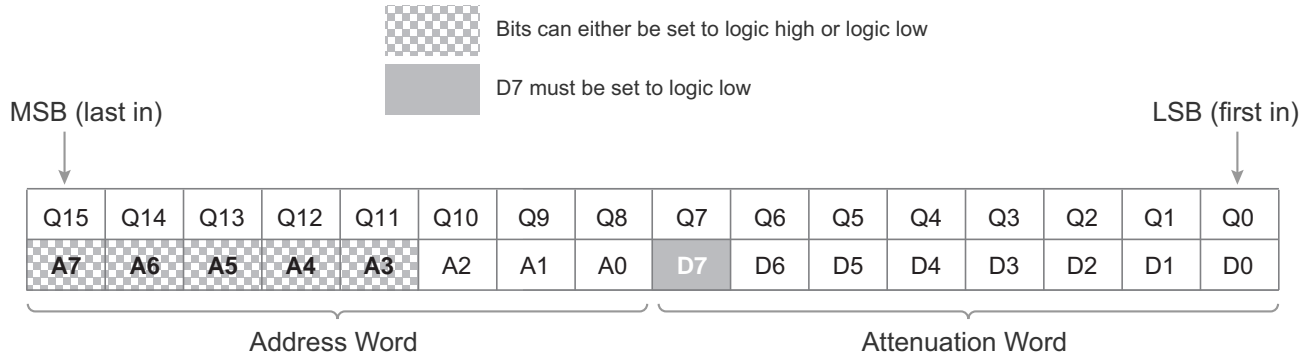 Bits can either be set to logic high or logic low
D7 must be set to logic low
MSB (last in)
LSB (first in)
Q15 Q14 Q13 Q12 Q11 Q10 Q9 Q8 Q7 Q6 Q5 Q4 Q3 Q2 Q1 Q0
A7 A6 A5 A4 A3 A2 A1 A0 D7 D6 D5 D4 D3 D2 D1 D0
Address Word
Attenuation Word